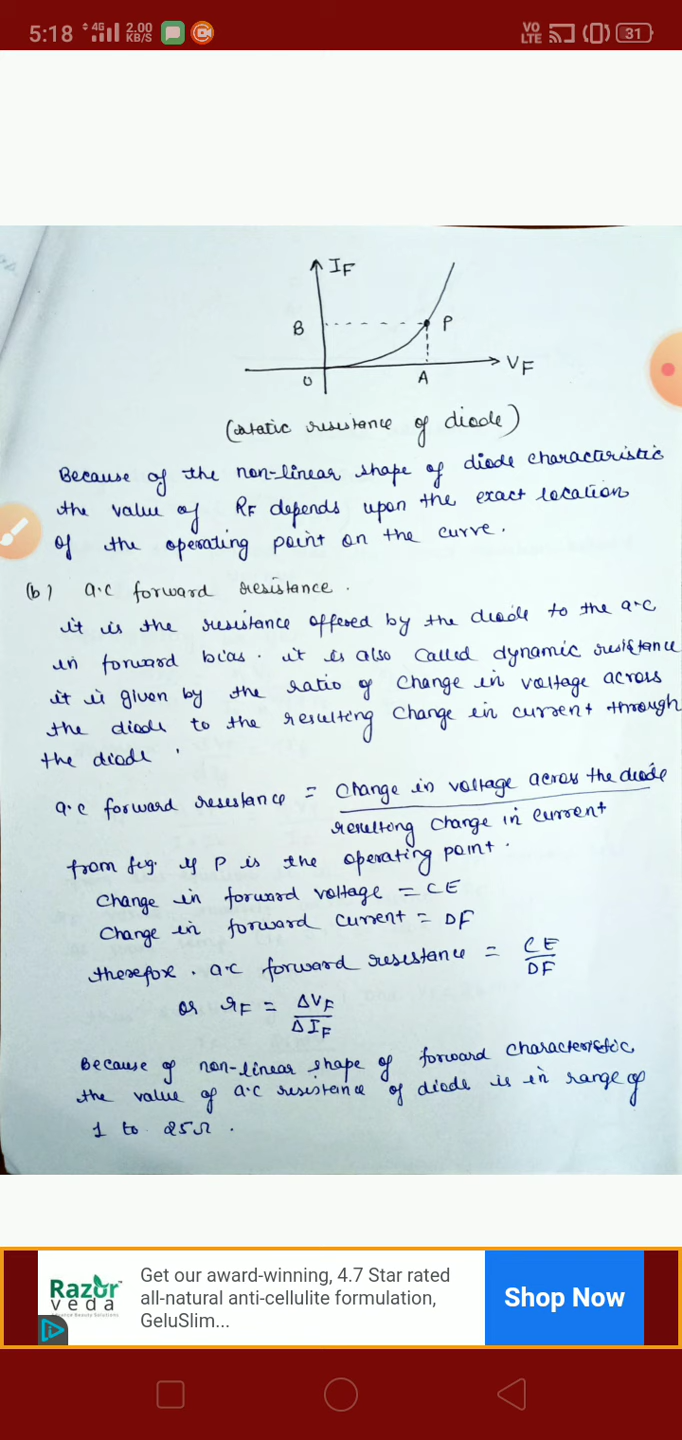 5:18 4G 2.00 KB/S VO LTE 31
IF
B
P
VF
O
A
(static resistance of diode)
Because of the non-linear shape of diode characteristic
the value of RF depends upon the exact location
of the operating point on the curve.
(b) a.c forward resistance.
it is the resistance offered by the diode to the a.c
in forward bias. it is also called dynamic resistance
it is given by the ratio of change in voltage across
the diode to the resulting change in current through
the diode.
a.c forward resistance = Change in voltage across the diode
resulting change in current
from fig. if P is the operating point.
Change in forward voltage = CE
Change in forward current = DF
therefore. a.c forward resistance = CE
DF
or rF = ΔVF
ΔIF
Because of non-linear shape of forward characteristic
the value of a.c resistance of diode is in range of
1 to 25Ω.
Razor veda
Get our award-winning, 4.7 Star rated
all-natural anti-cellulite formulation,
GeluSlim...
Shop Now